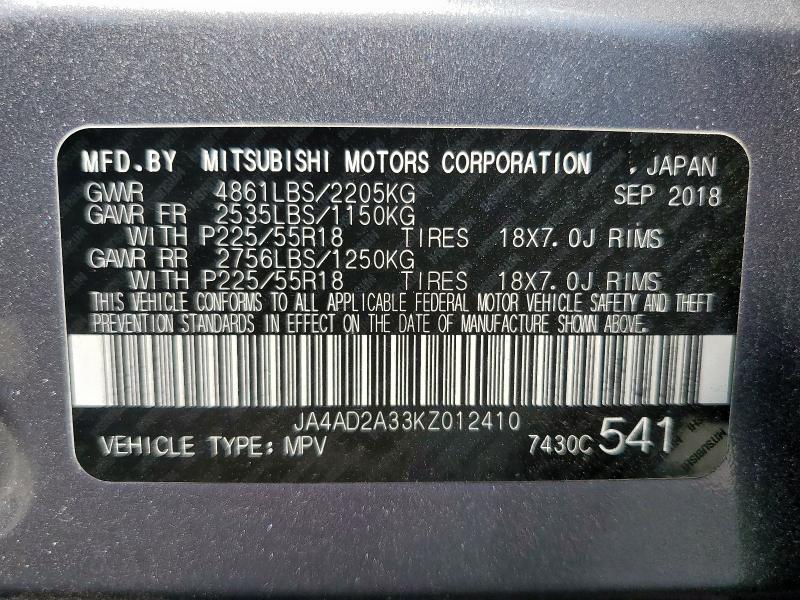 MFD.BY MITSUBISHI MOTORS CORPORATION , JAPAN
GVWR 4861LBS/2205KG SEP 2018
GAWR FR 2535LBS/1150KG
WITH P225/55R18 TIRES 18X7.0J RIMS
GAWR RR 2756LBS/1250KG
WITH P225/55R18 TIRES 18X7.0J RIMS
THIS VEHICLE CONFORMS TO ALL APPLICABLE FEDERAL MOTOR VEHICLE SAFETY AND THEFT
PREVENTION STANDARDS IN EFFECT ON THE DATE OF MANUFACTURE SHOWN ABOVE.
JA4AD2A33KZ012410
VEHICLE TYPE: MPV 7430C 541
MITSUBISHI